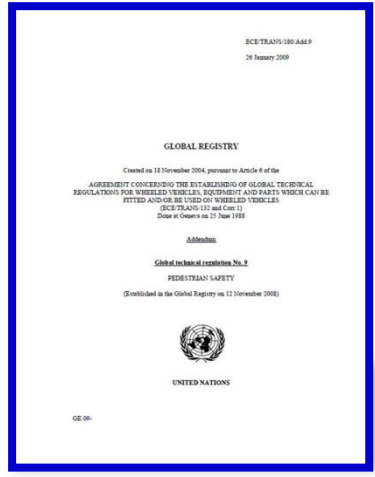 ECE/TRANS/180/Add.9
26 January 2009
GLOBAL REGISTRY
Created on 18 November 2004, pursuant to Article 6 of the
AGREEMENT CONCERNING THE ESTABLISHING OF GLOBAL TECHNICAL
REGULATIONS FOR WHEELED VEHICLES, EQUIPMENT AND PARTS WHICH CAN BE
FITTED AND/OR BE USED ON WHEELED VEHICLES
(ECE/TRANS/132 and Corr.1)
Done at Geneva on 25 June 1988
Addendum
Global technical regulation No. 9
PEDESTRIAN SAFETY
(Established in the Global Registry on 12 November 2008)
UNITED NATIONS
GE.09-